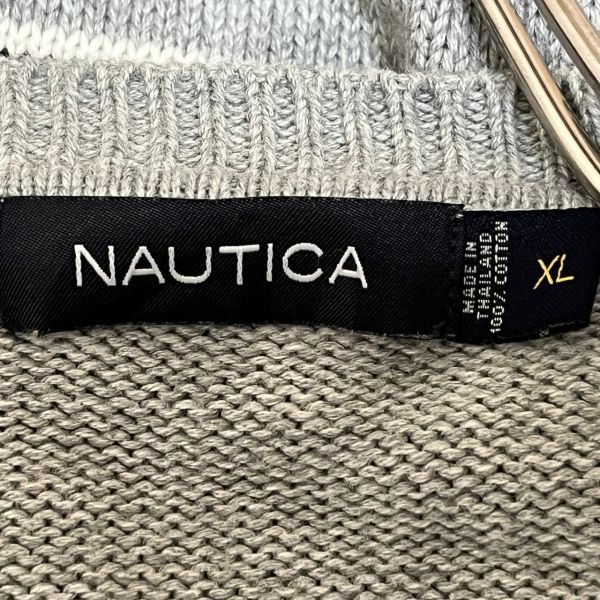 NAUTICA
MADE IN
THAILAND
100% COTTON
XL